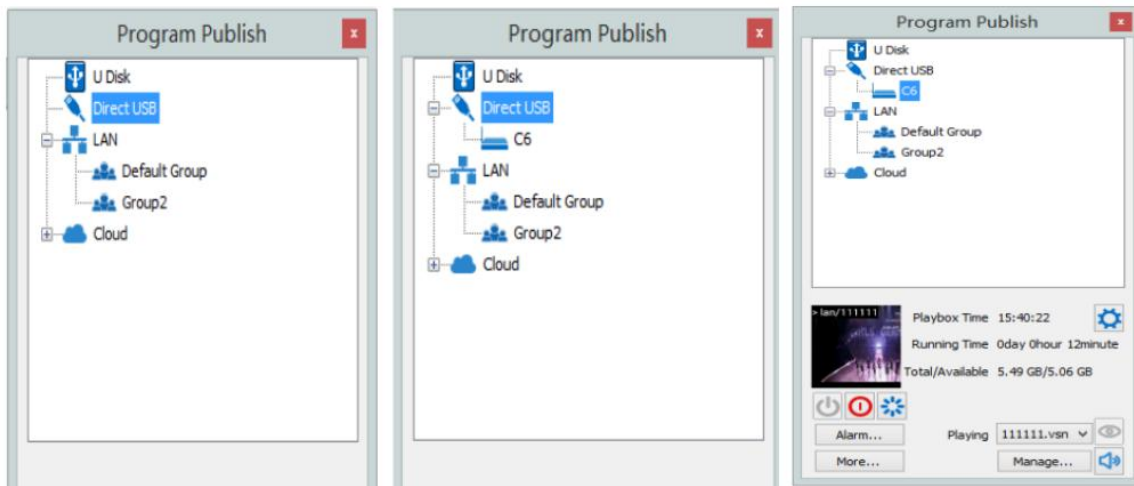 Program Publish x
U Disk
Direct USB
LAN
Default Group
Group2
Cloud
Program Publish x
U Disk
Direct USB
C6
LAN
Default Group
Group2
Cloud
Program Publish x
U Disk
Direct USB
C6
LAN
Default Group
Group2
Cloud
> lan/111111
Playbox Time 15:40:22
Running Time 0day 0hour 12minute
Total/Available 5.49 GB/5.06 GB
Alarm... Playing 111111.vsn
More... Manage...